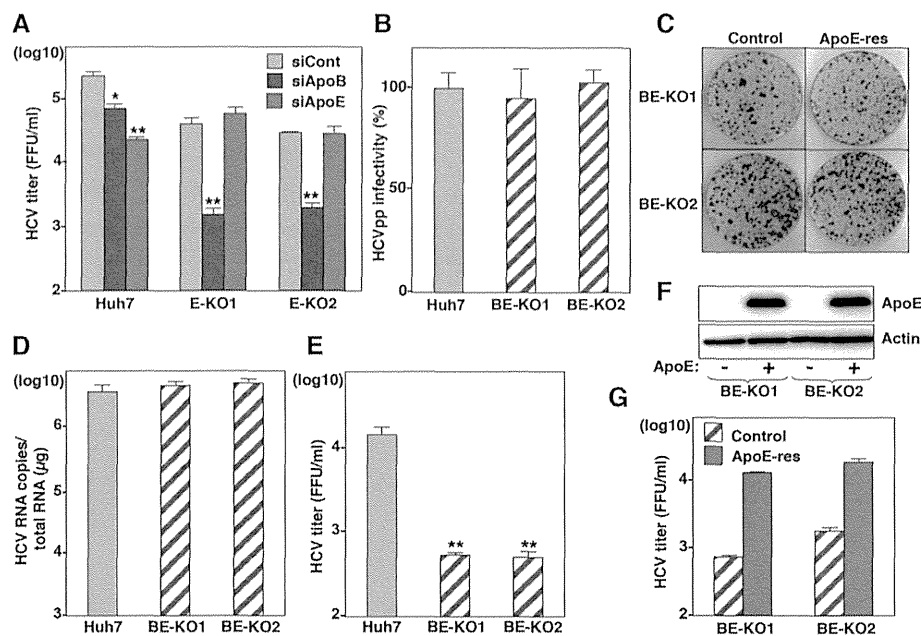 A
(log10)
HCV titer (FFU/ml)
5
4
3
2
siCont
siApoB
siApoE
*
**
**
**
Huh7
E-KO1
E-KO2
B
HCVpp infectivity (%)
100
50
0
Huh7
BE-KO1
BE-KO2
C
Control
ApoE-res
BE-KO1
BE-KO2
D
(log10)
HCV RNA copies/
total RNA (μg)
6
5
4
3
Huh7
BE-KO1
BE-KO2
E
(log10)
HCV titer (FFU/ml)
4
3
2
**
**
Huh7
BE-KO1
BE-KO2
F
ApoE
Actin
ApoE: - + - +
BE-KO1 BE-KO2
G
(log10)
HCV titer (FFU/ml)
4
3
2
Control
ApoE-res
BE-KO1
BE-KO2